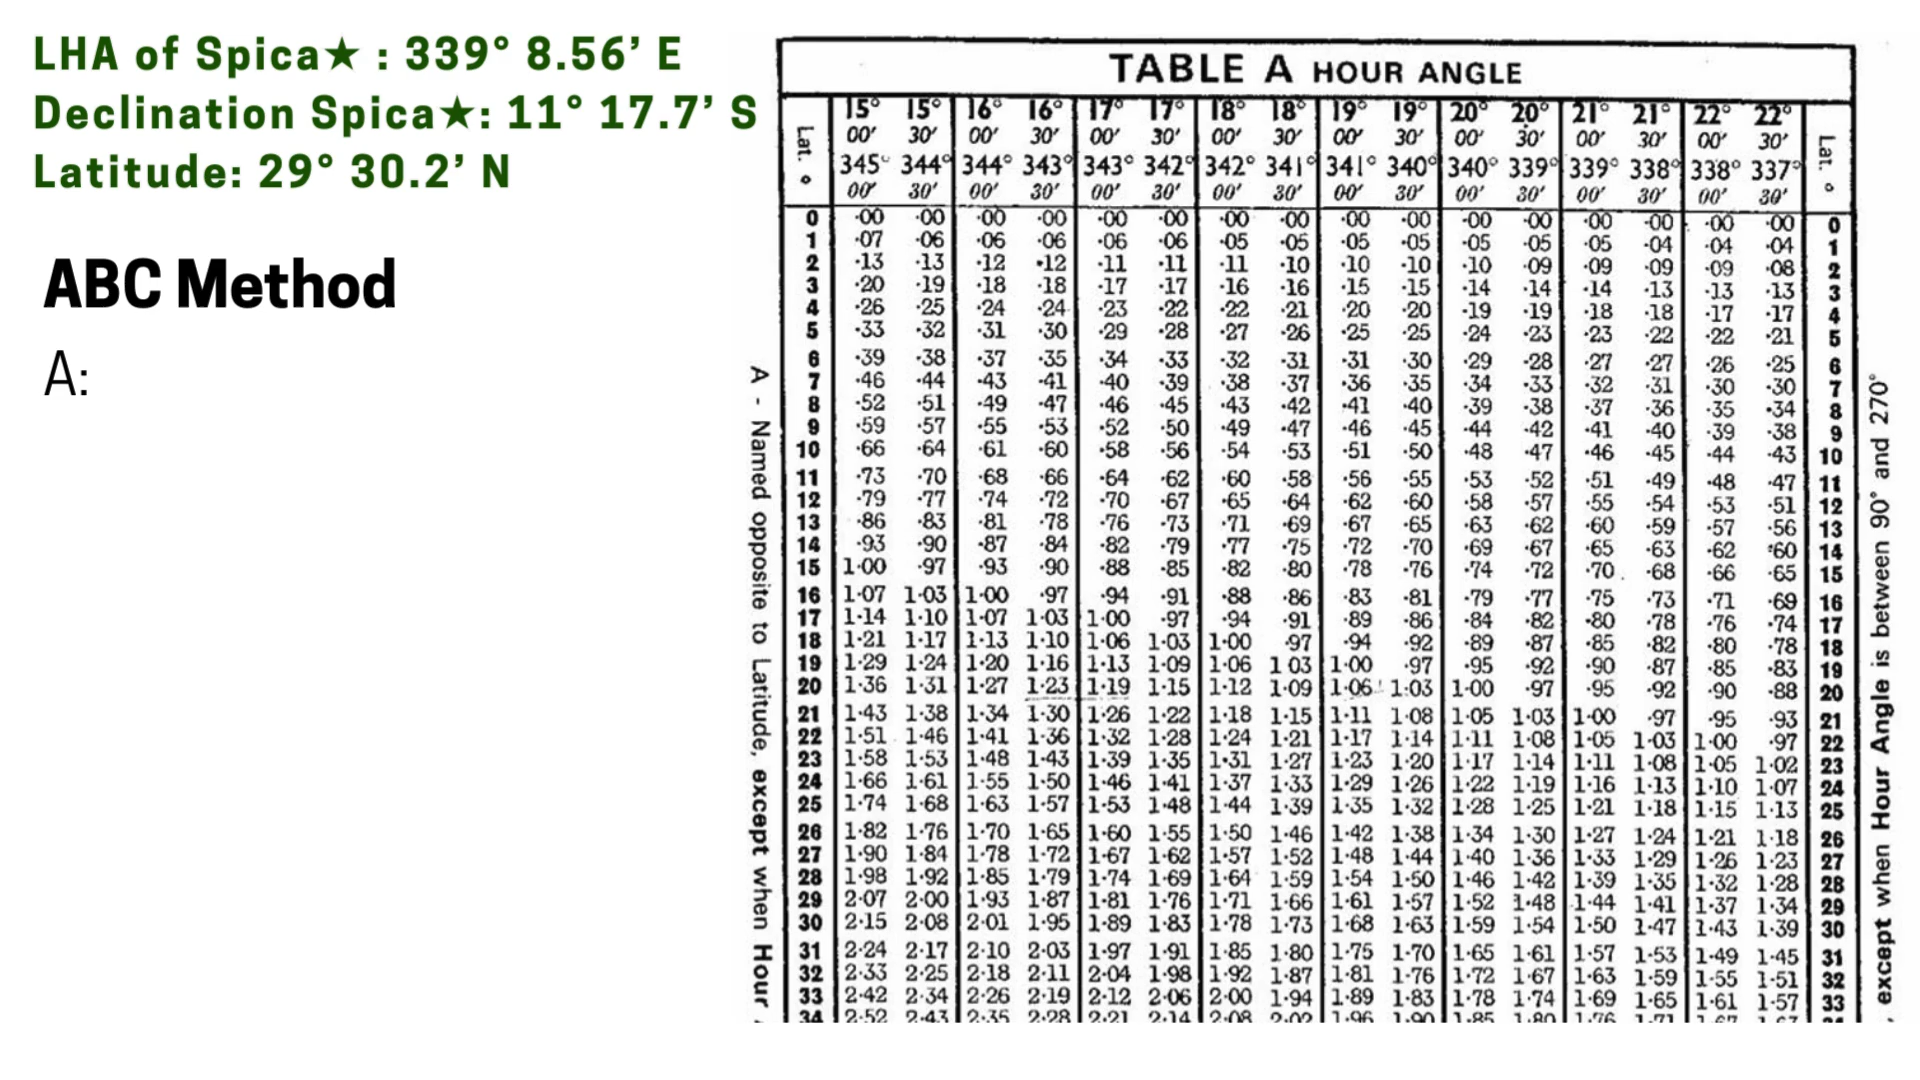 LHA of Spica★ : 339° 8.56’ E
Declination Spica★: 11° 17.7’ S
Latitude: 29° 30.2’ N
ABC Method
A:
TABLE A HOUR ANGLE
Lat. ° 15° 15° 16° 16° 17° 17° 18° 18° 19° 19° 20° 20° 21° 21° 22° 22° Lat. °
00′ 30′ 00′ 30′ 00′ 30′ 00′ 30′ 00′ 30′ 00′ 30′ 00′ 30′ 00′ 30′
345° 344° 344° 343° 343° 342° 342° 341° 341° 340° 340° 339° 339° 338° 338° 337°
00′ 30′ 00′ 30′ 00′ 30′ 00′ 30′ 00′ 30′ 00′ 30′ 00′ 30′ 00′ 30′
0 ·00 ·00 ·00 ·00 ·00 ·00 ·00 ·00 ·00 ·00 ·00 ·00 ·00 ·00 ·00 ·00 0
1 ·07 ·06 ·06 ·06 ·06 ·06 ·05 ·05 ·05 ·05 ·05 ·05 ·05 ·04 ·04 ·04 1
2 ·13 ·13 ·12 ·12 ·11 ·11 ·11 ·10 ·10 ·10 ·10 ·09 ·09 ·09 ·09 ·08 2
3 ·20 ·19 ·18 ·18 ·17 ·17 ·16 ·16 ·15 ·15 ·14 ·14 ·14 ·13 ·13 ·13 3
4 ·26 ·25 ·24 ·24 ·23 ·22 ·22 ·21 ·20 ·20 ·19 ·19 ·18 ·18 ·17 ·17 4
5 ·33 ·32 ·31 ·30 ·29 ·28 ·27 ·26 ·25 ·25 ·24 ·23 ·23 ·22 ·22 ·21 5
6 ·39 ·38 ·37 ·35 ·34 ·33 ·32 ·31 ·31 ·30 ·29 ·28 ·27 ·27 ·26 ·25 6
7 ·46 ·44 ·43 ·41 ·40 ·39 ·38 ·37 ·36 ·35 ·34 ·33 ·32 ·31 ·30 ·30 7
8 ·52 ·51 ·49 ·47 ·46 ·45 ·43 ·42 ·41 ·40 ·39 ·38 ·37 ·36 ·35 ·34 8
9 ·59 ·57 ·55 ·53 ·52 ·50 ·49 ·47 ·46 ·45 ·44 ·42 ·41 ·40 ·39 ·38 9
10 ·66 ·64 ·61 ·60 ·58 ·56 ·54 ·53 ·51 ·50 ·48 ·47 ·46 ·45 ·44 ·43 10
11 ·73 ·70 ·68 ·66 ·64 ·62 ·60 ·58 ·56 ·55 ·53 ·52 ·51 ·49 ·48 ·47 11
12 ·79 ·77 ·74 ·72 ·70 ·67 ·65 ·64 ·62 ·60 ·58 ·57 ·55 ·54 ·53 ·51 12
13 ·86 ·83 ·81 ·78 ·76 ·73 ·71 ·69 ·67 ·65 ·63 ·62 ·60 ·59 ·57 ·56 13
14 ·93 ·90 ·87 ·84 ·82 ·79 ·77 ·75 ·72 ·70 ·69 ·67 ·65 ·63 ·62 ·60 14
15 1·00 ·97 ·93 ·90 ·88 ·85 ·82 ·80 ·78 ·76 ·74 ·72 ·70 ·68 ·66 ·65 15
16 1·07 1·03 1·00 ·97 ·94 ·91 ·88 ·86 ·83 ·81 ·79 ·77 ·75 ·73 ·71 ·69 16
17 1·14 1·10 1·07 1·03 1·00 ·97 ·94 ·91 ·89 ·86 ·84 ·82 ·80 ·78 ·76 ·74 17
18 1·21 1·17 1·13 1·10 1·06 1·03 1·00 ·97 ·94 ·92 ·89 ·87 ·85 ·82 ·80 ·78 18
19 1·29 1·24 1·20 1·16 1·13 1·09 1·06 1 03 1·00 ·97 ·95 ·92 ·90 ·87 ·85 ·83 19
20 1·36 1·31 1·27 1·23 1·19 1·15 1·12 1·09 1·06 1·03 1·00 ·97 ·95 ·92 ·90 ·88 20
21 1·43 1·38 1·34 1·30 1·26 1·22 1·18 1·15 1·11 1·08 1·05 1·03 1·00 ·97 ·95 ·93 21
22 1·51 1·46 1·41 1·36 1·32 1·28 1·24 1·21 1·17 1·14 1·11 1·08 1·05 1·03 1·00 ·97 22
23 1·58 1·53 1·48 1·43 1·39 1·35 1·31 1·27 1·23 1·20 1·17 1·14 1·11 1·08 1·05 1·02 23
24 1·66 1·61 1·55 1·50 1·46 1·41 1·37 1·33 1·29 1·26 1·22 1·19 1·16 1·13 1·10 1·07 24
25 1·74 1·68 1·63 1·57 1·53 1·48 1·44 1·39 1·35 1·32 1·28 1·25 1·21 1·18 1·15 1·13 25
26 1·82 1·76 1·70 1·65 1·60 1·55 1·50 1·46 1·42 1·38 1·34 1·30 1·27 1·24 1·21 1·18 26
27 1·90 1·84 1·78 1·72 1·67 1·62 1·57 1·52 1·48 1·44 1·40 1·36 1·33 1·29 1·26 1·23 27
28 1·98 1·92 1·85 1·79 1·74 1·69 1·64 1·59 1·54 1·50 1·46 1·42 1·39 1·35 1·32 1·28 28
29 2·07 2·00 1·93 1·87 1·81 1·76 1·71 1·66 1·61 1·57 1·52 1·48 1·44 1·41 1·37 1·34 29
30 2·15 2·08 2·01 1·95 1·89 1·83 1·78 1·73 1·68 1·63 1·59 1·54 1·50 1·47 1·43 1·39 30
31 2·24 2·17 2·10 2·03 1·97 1·91 1·85 1·80 1·75 1·70 1·65 1·61 1·57 1·53 1·49 1·45 31
32 2·33 2·25 2·18 2·11 2·04 1·98 1·92 1·87 1·81 1·76 1·72 1·67 1·63 1·59 1·55 1·51 32
33 2·42 2·34 2·26 2·19 2·12 2·06 2·00 1·94 1·89 1·83 1·78 1·74 1·69 1·65 1·61 1·57 33
34 2·52 2·43 2·35 2·28 2·21 2·14 2·08 2·02 1·96 1·90 1·85 1·80 1·76 1·71
A - Named opposite to Latitude, except when Hour
, except when Hour Angle is between 90° and 270°